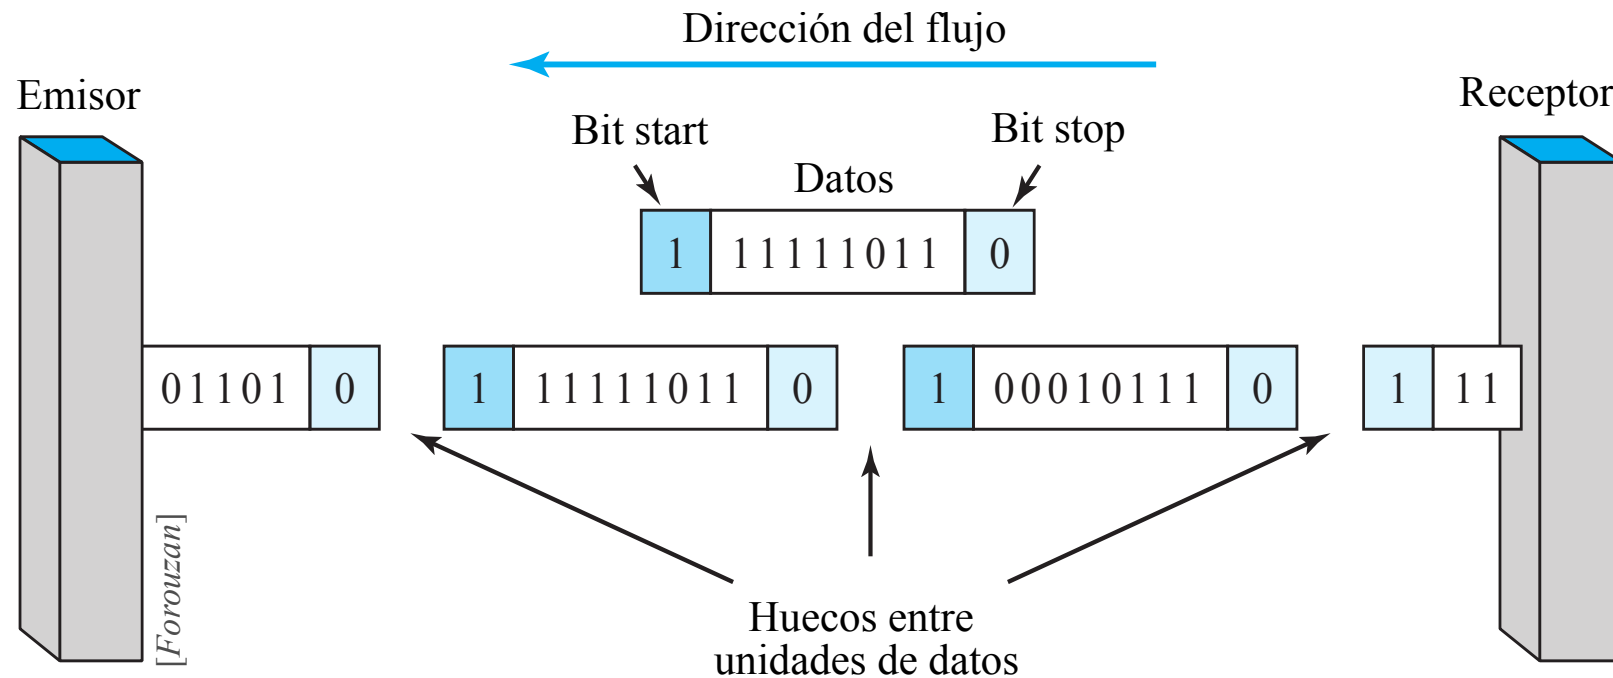 Dirección del flujo
Emisor
Receptor
Bit start
Bit stop
Datos
1 11111011 0
01101 0 1 11111011 0 1 00010111 0 1 11
Huecos entre
unidades de datos
[Forouzan]